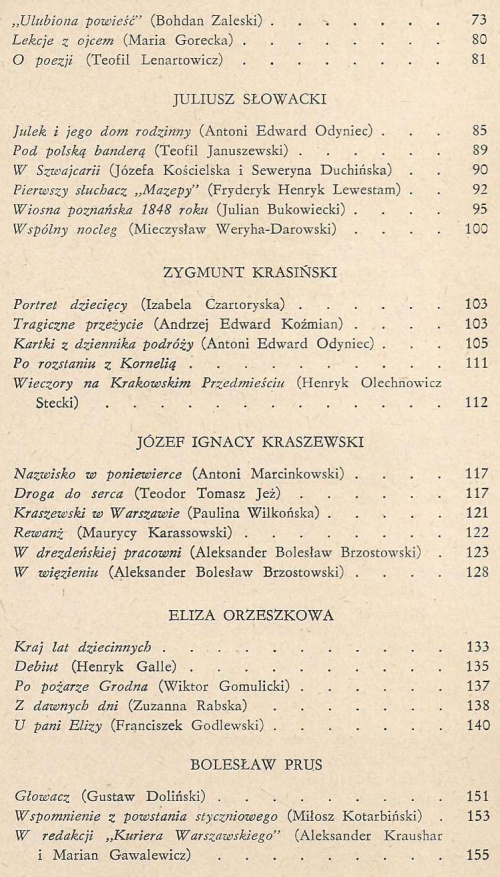 „Ulubiona powieść” (Bohdan Zaleski) . . . . . . 73
Lekcje z ojcem (Maria Gorecka) . . . . . . . 80
O poezji (Teofil Lenartowicz) . . . . . . . 81
JULIUSZ SŁOWACKI
Julek i jego dom rodzinny (Antoni Edward Odyniec) . . . 85
Pod polską banderą (Teofil Januszewski) . . . . . 89
W Szwajcarii (Józefa Kościelska i Seweryna Duchińska) . . . 90
Pierwszy słuchacz „Mazepy” (Fryderyk Henryk Lewestam) . . 92
Wiosna poznańska 1848 roku (Julian Bukowiecki) . . . . 95
Wspólny nocleg (Mieczysław Weryha-Darowski) . . . . 100
ZYGMUNT KRASIŃSKI
Portret dziecięcy (Izabela Czartoryska) . . . . . 103
Tragiczne przeżycie (Andrzej Edward Koźmian) . . . . 103
Kartki z dziennika podróży (Antoni Edward Odyniec) . . . 105
Po rozstaniu z Kornelią . . . . . . . . 111
Wieczory na Krakowskim Przedmieściu (Henryk Olechnowicz
Stecki) . . . . . . . . . . . 112
JÓZEF IGNACY KRASZEWSKI
Nazwisko w poniewierce (Antoni Marcinkowski) . . . . 117
Droga do serca (Teodor Tomasz Jeż) . . . . . . 117
Kraszewski w Warszawie (Paulina Wilkońska) . . . . . 121
Rewanż (Maurycy Karassowski) . . . . . . . 122
W drezdeńskiej pracowni (Aleksander Bolesław Brzostowski) . 123
W więzieniu (Aleksander Bolesław Brzostowski) . . . . 128
ELIZA ORZESZKOWA
Kraj lat dziecinnych . . . . . . . . . 133
Debiut (Henryk Galle) . . . . . . . . 135
Po pożarze Grodna (Wiktor Gomulicki) . . . . . 137
Z dawnych dni (Zuzanna Rabska) . . . . . . 138
U pani Elizy (Franciszek Godlewski) . . . . . . 140
BOLESŁAW PRUS
Głowacz (Gustaw Doliński) . . . . . . . 151
Wspomnienie z powstania styczniowego (Miłosz Kotarbiński) . 153
W redakcji „Kuriera Warszawskiego” (Aleksander Kraushar
i Marian Gawalewicz) . . . . . . . . 155